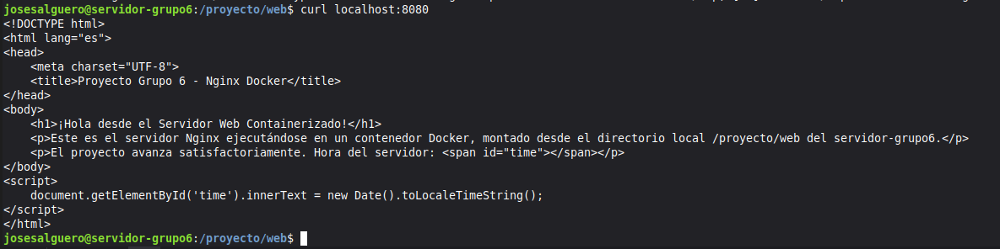 josesalguero@servidor-grupo6:/proyecto/web$ curl localhost:8080
<!DOCTYPE html>
<html lang="es">
<head>
    <meta charset="UTF-8">
    <title>Proyecto Grupo 6 - Nginx Docker</title>
</head>
<body>
    <h1>¡Hola desde el Servidor Web Containerizado!</h1>
    <p>Este es el servidor Nginx ejecutándose en un contenedor Docker, montado desde el directorio local /proyecto/web del servidor-grupo6.</p>
    <p>El proyecto avanza satisfactoriamente. Hora del servidor: <span id="time"></span></p>
</body>
<script>
    document.getElementById('time').innerText = new Date().toLocaleTimeString();
</script>
</html>
josesalguero@servidor-grupo6:/proyecto/web$